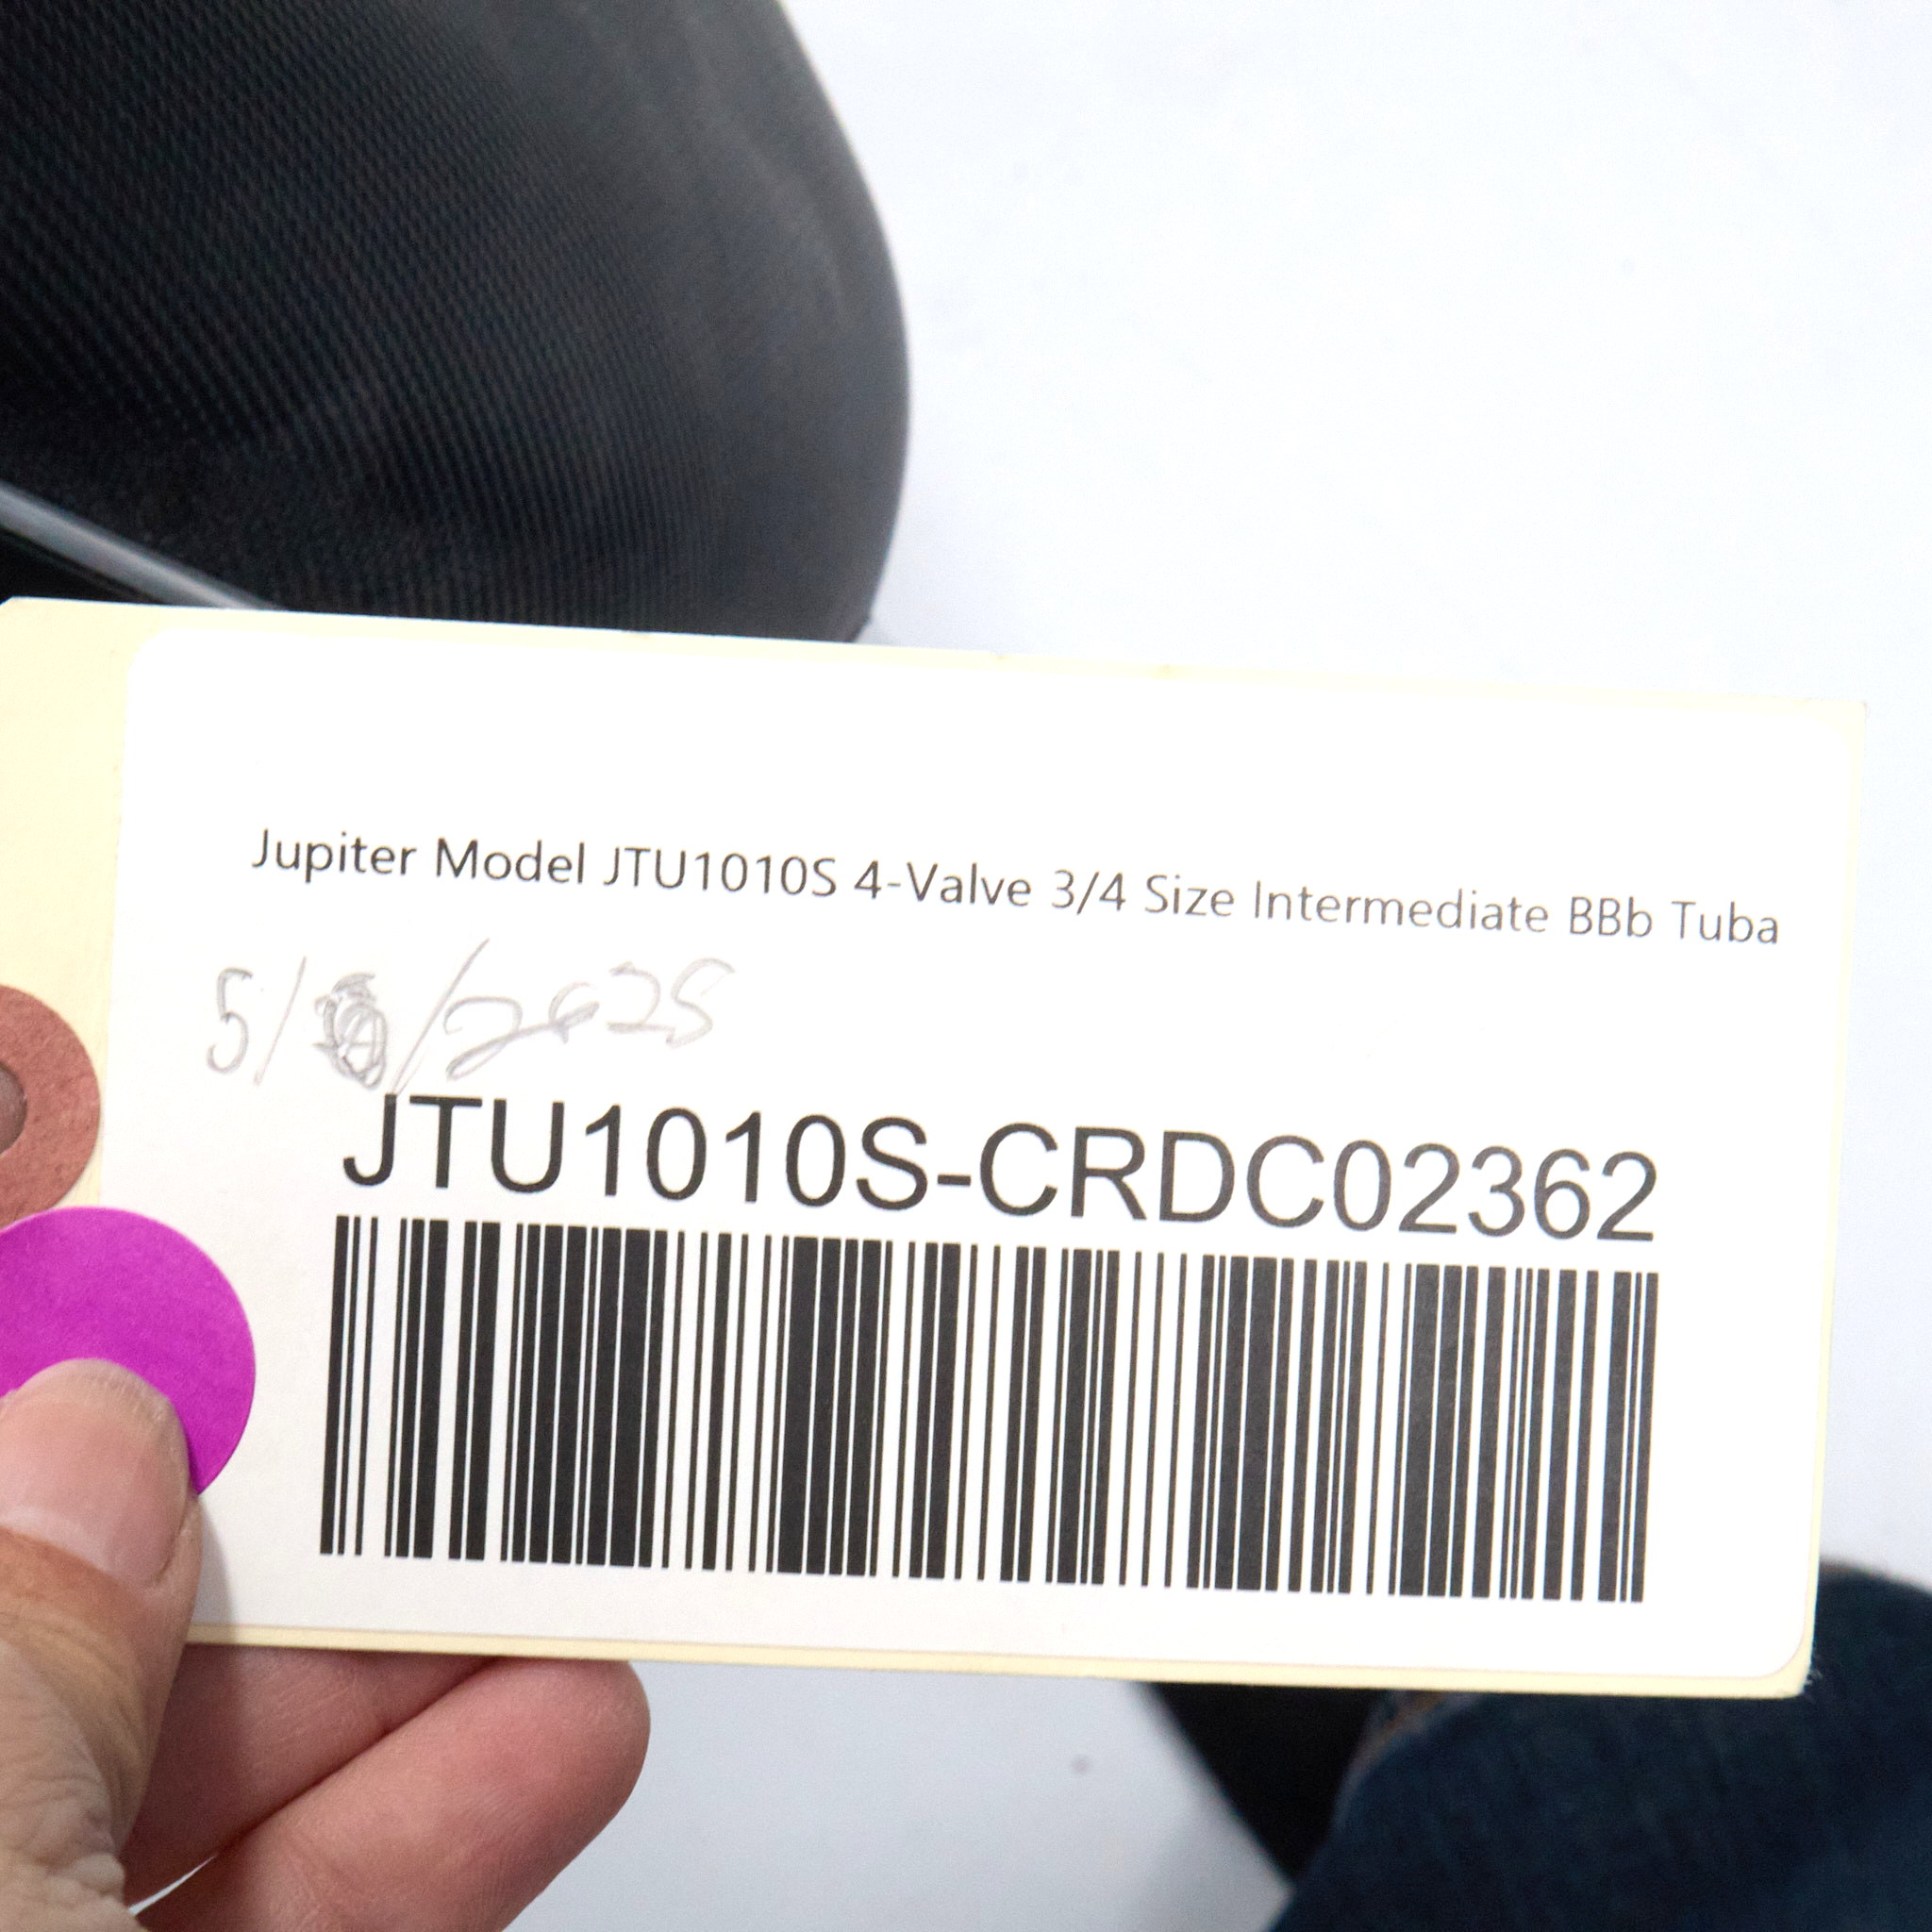 Jupiter Model JTU1010S 4-Valve 3/4 Size Intermediate BBb Tuba
5/ /2025
JTU1010S-CRDC02362